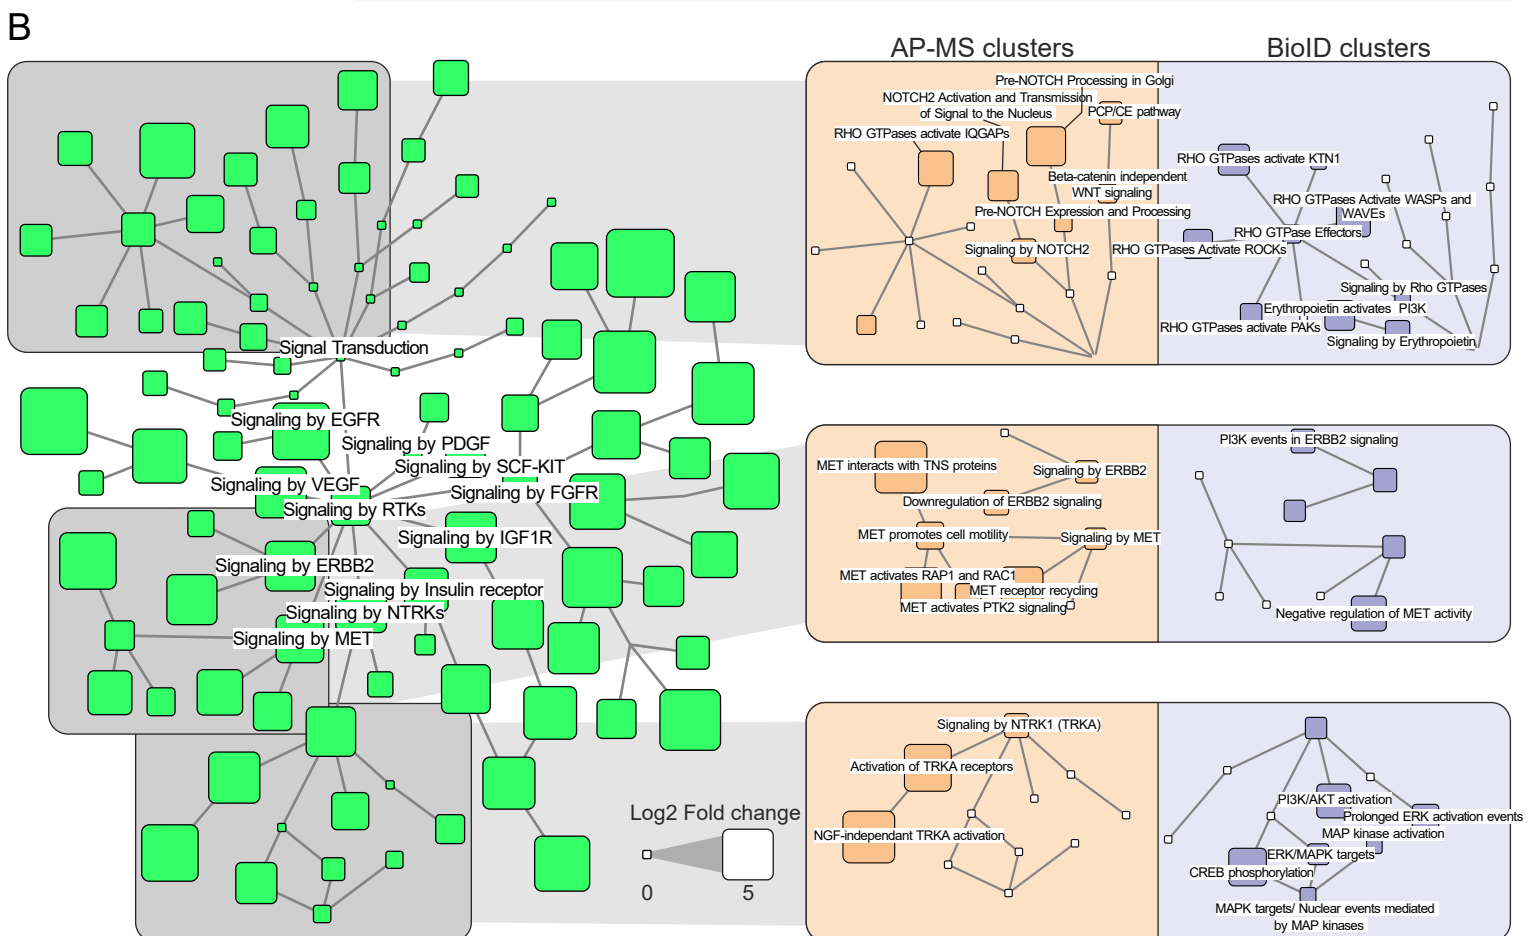 B
AP-MS clusters
BioID clusters
Signal Transduction
Signaling by EGFR
Signaling by PDGF
Signaling by SCF-KIT
Signaling by VEGF
Signaling by FGFR
Signaling by RTKs
Signaling by IGF1R
Signaling by ERBB2
Signaling by Insulin receptor
Signaling by NTRKs
Signaling by MET
Log2 Fold change
0
5
Pre-NOTCH Processing in Golgi
NOTCH2 Activation and Transmission
of Signal to the Nucleus
PCP/CE pathway
RHO GTPases activate IQGAPs
Beta-catenin independent
WNT signaling
Pre-NOTCH Expression and Processing
Signaling by NOTCH2
RHO GTPases activate KTN1
RHO GTPases Activate WASPs and
WAVEs
RHO GTPase Effectors
RHO GTPases Activate ROCKs
Signaling by Rho GTPases
Erythropoietin activates PI3K
RHO GTPases activate PAKs
Signaling by Erythropoietin
MET interacts with TNS proteins
Signaling by ERBB2
Downregulation of ERBB2 signaling
MET promotes cell motility
Signaling by MET
MET activates RAP1 and RAC1
MET receptor recycling
MET activates PTK2 signaling
PI3K events in ERBB2 signaling
Negative regulation of MET activity
Signaling by NTRK1 (TRKA)
Activation of TRKA receptors
NGF-independant TRKA activation
PI3K/AKT activation
Prolonged ERK activation events
MAP kinase activation
ERK/MAPK targets
CREB phosphorylation
MAPK targets/ Nuclear events mediated
by MAP kinases